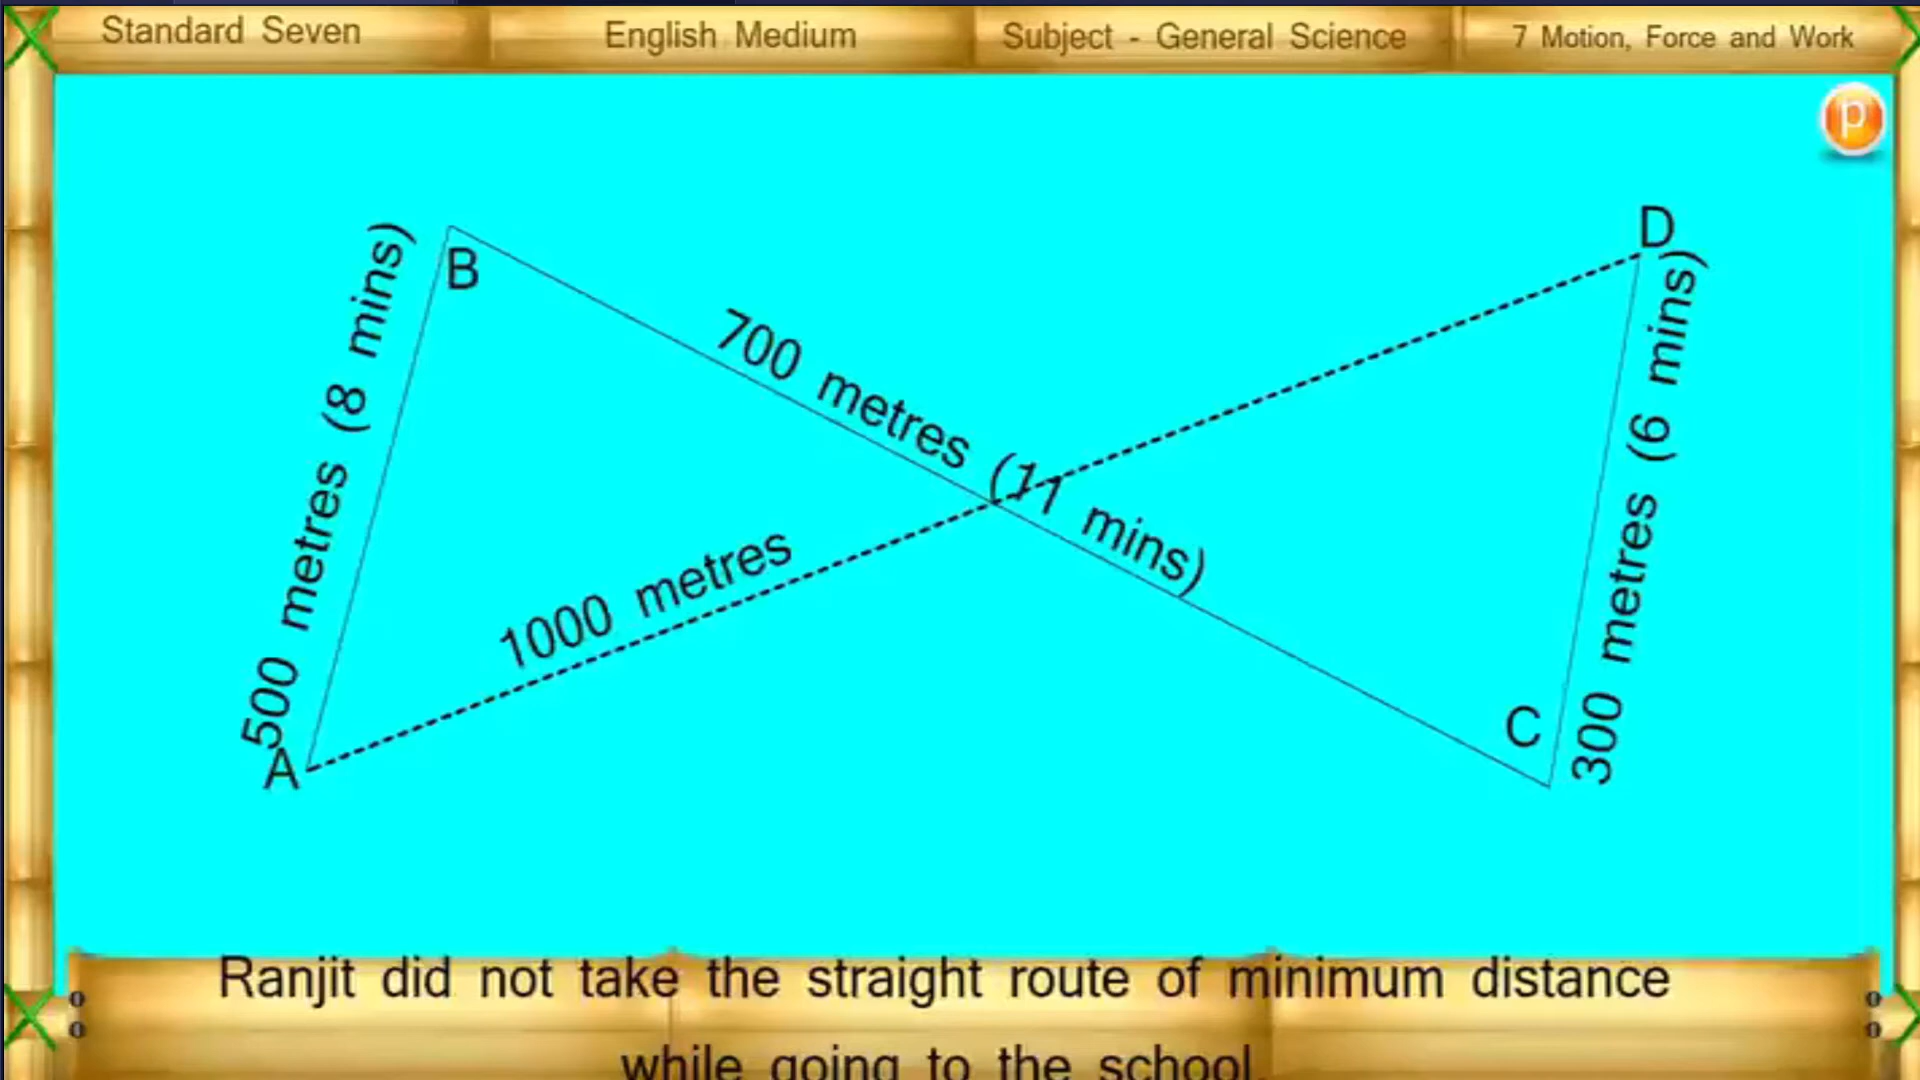 Standard Seven
English Medium
Subject - General Science
7 Motion, Force and Work
p
D
B
500 metres (8 mins)
700 metres (11 mins)
300 metres (6 mins)
1000 metres
C
A
Ranjit did not take the straight route of minimum distance
while going to the school.